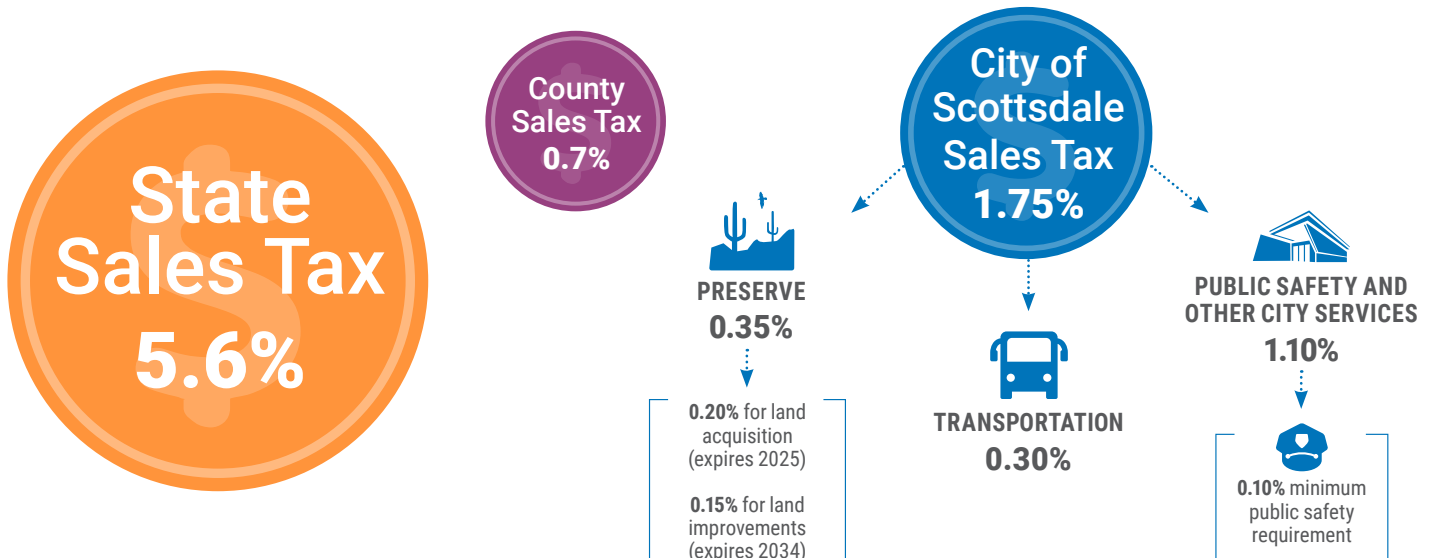 State
Sales Tax
5.6%
County
Sales Tax
0.7%
City of
Scottsdale
Sales Tax
1.75%
PRESERVE
0.35%
0.20% for land
acquisition
(expires 2025)
0.15% for land
improvements
(expires 2034)
TRANSPORTATION
0.30%
PUBLIC SAFETY AND
OTHER CITY SERVICES
1.10%
0.10% minimum
public safety
requirement